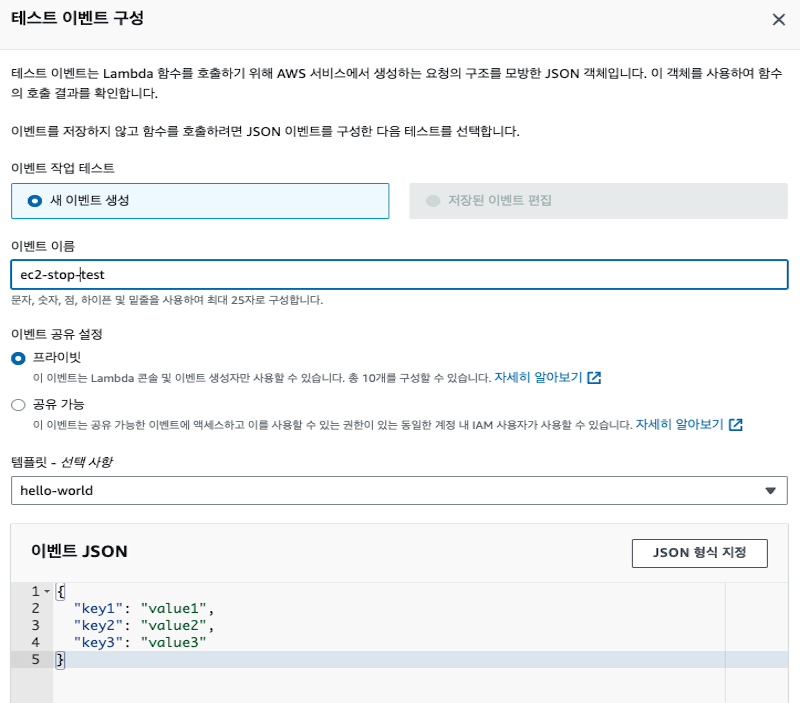 테스트 이벤트 구성
테스트 이벤트는 Lambda 함수를 호출하기 위해 AWS 서비스에서 생성하는 요청의 구조를 모방한 JSON 객체입니다. 이 객체를 사용하여 함수
의 호출 결과를 확인합니다.
이벤트를 저장하지 않고 함수를 호출하려면 JSON 이벤트를 구성한 다음 테스트를 선택합니다.
이벤트 작업 테스트
새 이벤트 생성
저장된 이벤트 편집
이벤트 이름
ec2-stop-test
문자, 숫자, 점, 하이픈 및 밑줄을 사용하여 최대 25자로 구성합니다.
이벤트 공유 설정
프라이빗
이 이벤트는 Lambda 콘솔 및 이벤트 생성자만 사용할 수 있습니다. 총 10개를 구성할 수 있습니다. 자세히 알아보기
공유 가능
이 이벤트는 공유 가능한 이벤트에 액세스하고 이를 사용할 수 있는 권한이 있는 동일한 계정 내 IAM 사용자가 사용할 수 있습니다. 자세히 알아보기
템플릿 - 선택 사항
hello-world
이벤트 JSON
JSON 형식 지정
1 {
2 "key1": "value1",
3 "key2": "value2",
4 "key3": "value3"
5 }